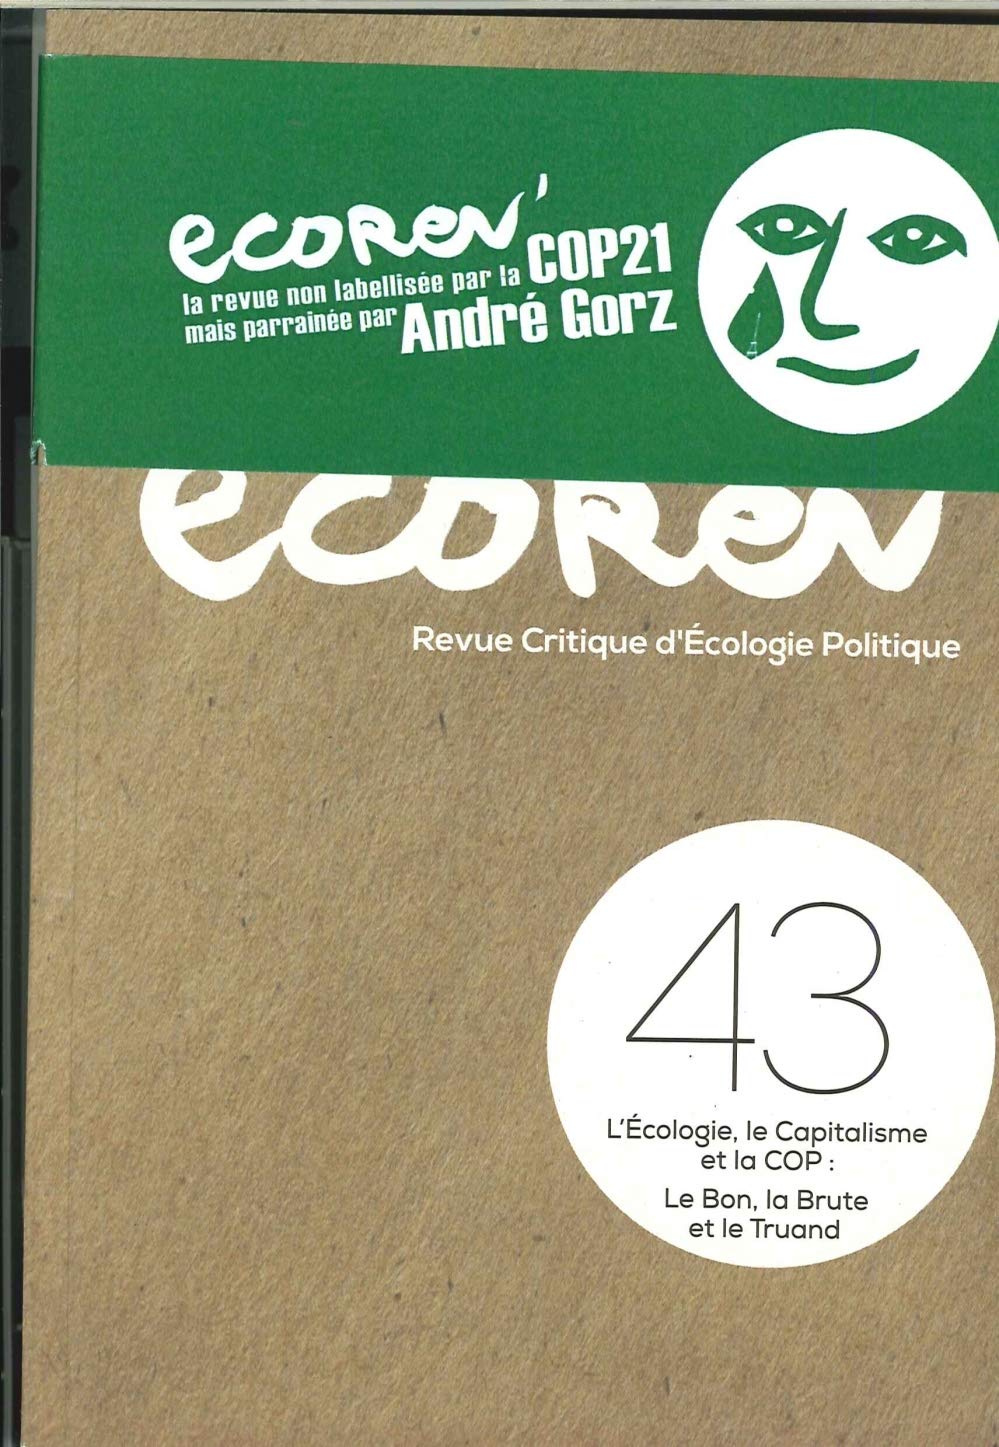 ecoRev'
la revue non labellisée par la COP21
mais parrainée par André Gorz
ecoRev
Revue Critique d'Écologie Politique
43
L'Écologie, le Capitalisme
et la COP :
Le Bon, la Brute
et le Truand